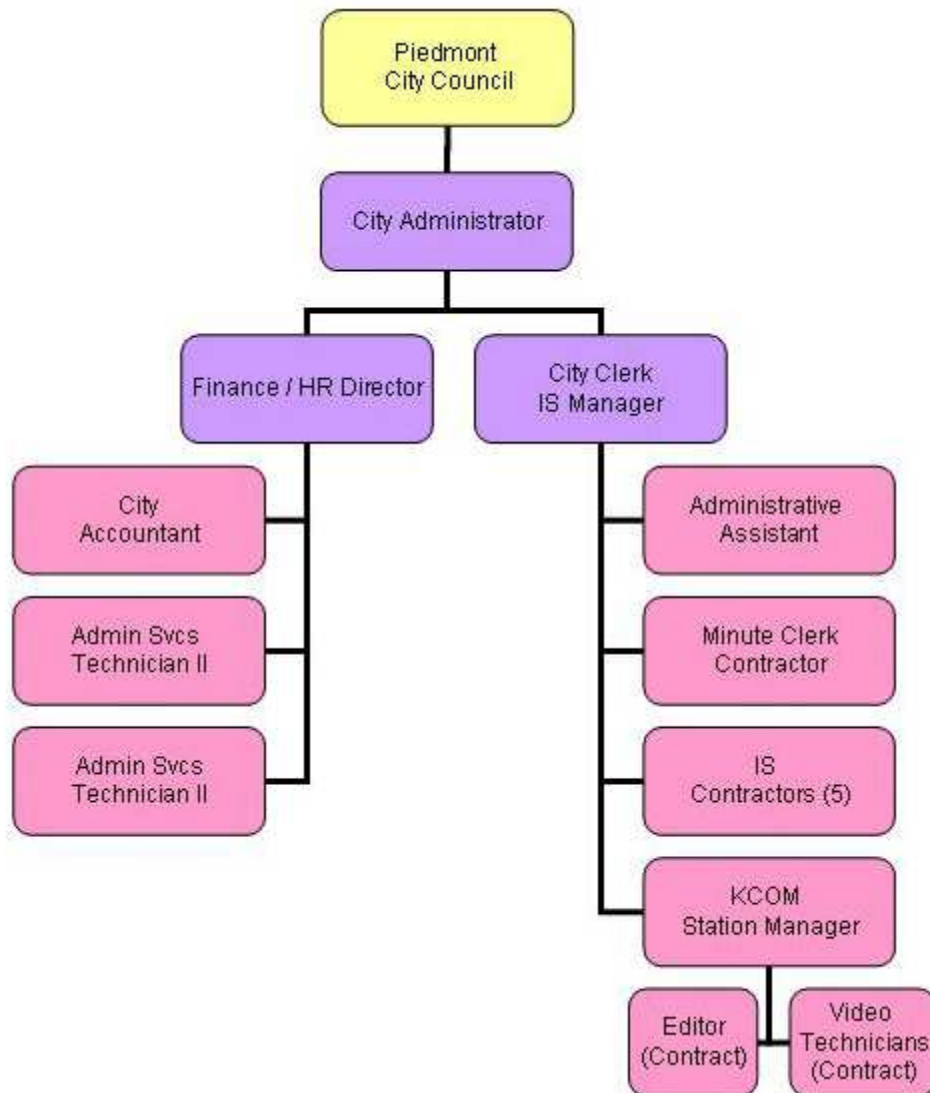 Piedmont
City Council
City Administrator
Finance / HR Director
City Clerk
IS Manager
City
Accountant
Admin Svcs
Technician II
Admin Svcs
Technician II
Administrative
Assistant
Minute Clerk
Contractor
IS
Contractors (5)
KCOM
Station Manager
Editor
(Contract)
Video
Technicians
(Contract)